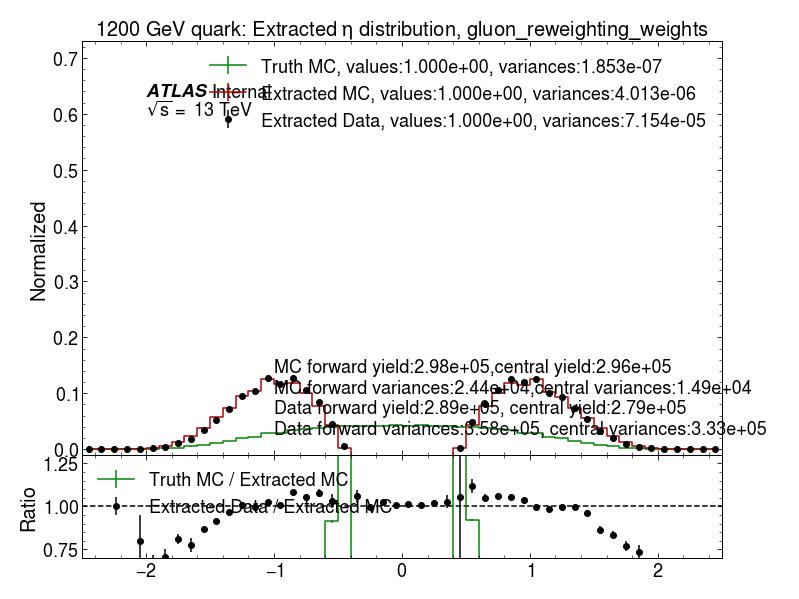 1200 GeV quark: Extracted η distribution, gluon_reweighting_weights
0.7
0.6
0.5
0.4
0.3
0.2
0.1
0.0
Normalized
Truth MC, values:1.000e+00, variances:1.853e-07
ATLAS Internal
Extracted MC, values:1.000e+00, variances:4.013e-06
√s = 13 TeV
Extracted Data, values:1.000e+00, variances:7.154e-05
MC forward yield:2.98e+05,central yield:2.96e+05
MC forward variances:2.44e+04,central variances:1.49e+04
Data forward yield:2.89e+05, central yield:2.79e+05
Data forward variances:3.58e+05, central variances:3.33e+05
1.25
1.00
0.75
Ratio
Truth MC / Extracted MC
Extracted Data / Extracted MC
−2 −1 0 1 2